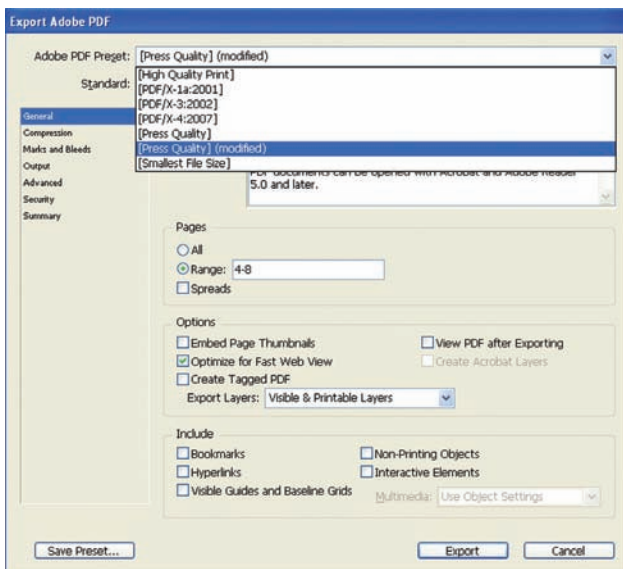 Export Adobe PDF
Adobe PDF Preset: [Press Quality] (modified)
Standard:
[High Quality Print]
[PDF/X-1a:2001]
[PDF/X-3:2002]
[PDF/X-4:2007]
[Press Quality]
[Press Quality] (modified)
[Smallest File Size]
General
Compression
Marks and Bleeds
Output
Advanced
Security
Summary
PDF documents can be opened with Acrobat and Adobe Reader
5.0 and later.
Pages
All
Range: 4-8
Spreads
Options
Embed Page Thumbnails
View PDF after Exporting
Optimize for Fast Web View
Create Acrobat Layers
Create Tagged PDF
Export Layers: Visible & Printable Layers
Include
Bookmarks
Non-Printing Objects
Hyperlinks
Interactive Elements
Visible Guides and Baseline Grids
Multimedia: Use Object Settings
Save Preset...
Export
Cancel